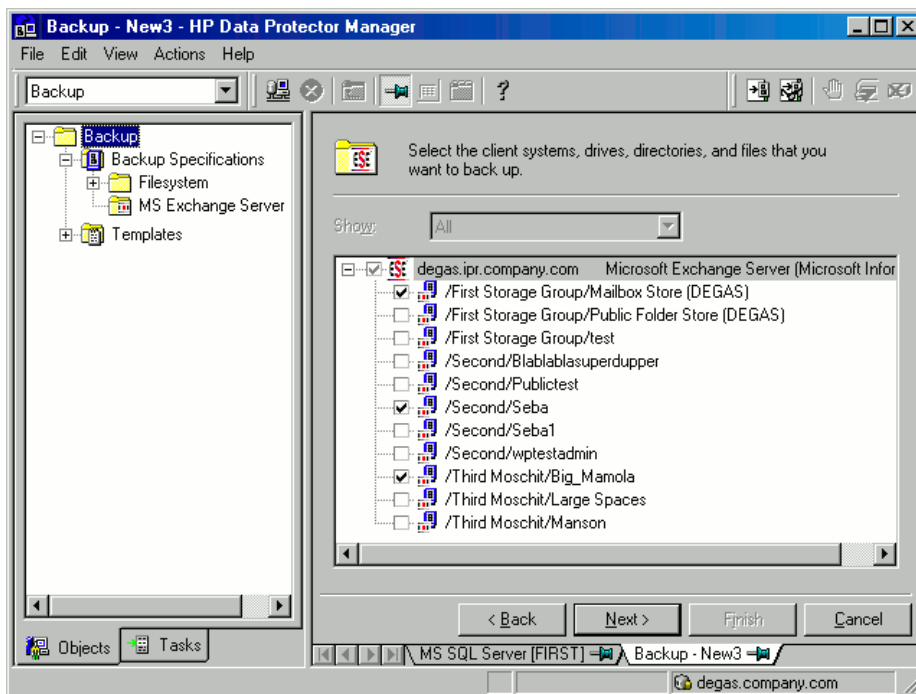 Backup - New3 - HP Data Protector Manager
File Edit View Actions Help
Backup
Backup
Backup Specifications
Filesystem
MS Exchange Server
Templates
Objects
Tasks
Select the client systems, drives, directories, and files that you
want to back up.
Show:
All
degas.ipr.company.com Microsoft Exchange Server (Microsoft Infor
/First Storage Group/Mailbox Store (DEGAS)
/First Storage Group/Public Folder Store (DEGAS)
/First Storage Group/test
/Second/Blablablasuperdupper
/Second/Publictest
/Second/Seba
/Second/Seba1
/Second/wptestadmin
/Third Moschit/Big_Mamola
/Third Moschit/Large Spaces
/Third Moschit/Manson
< Back
Next >
Finish
Cancel
MS SQL Server [FIRST]
Backup - New3
degas.company.com